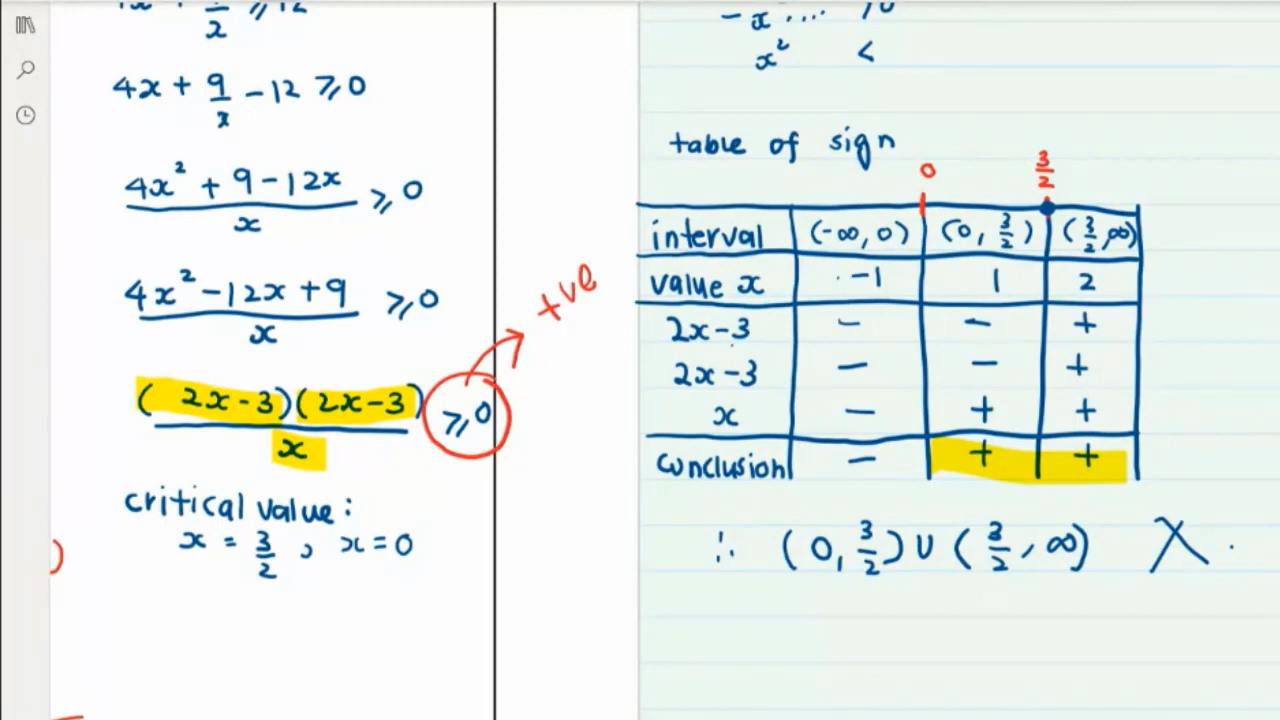 4x + 9/x - 12 ⩾ 0
(4x² + 9 - 12x)/x ⩾ 0
(4x² - 12x + 9)/x ⩾ 0
+ve
(2x - 3)(2x - 3)/x ⩾ 0
critical value:
x = 3/2 , x = 0
- x ....
x² <
table of sign
0 3/2
interval (-∞, 0) (0, 3/2) (3/2, ∞)
value x -1 1 2
2x - 3 - - +
2x - 3 - - +
x - + +
conclusion - + +
∴ (0, 3/2) ∪ (3/2, ∞) X